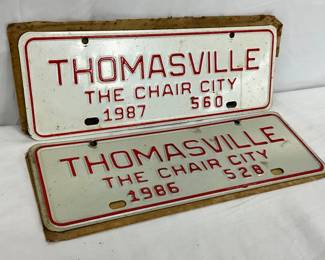 THOMASVILLE
THE CHAIR CITY
1987 560
THOMASVILLE
THE CHAIR CITY
1986 528